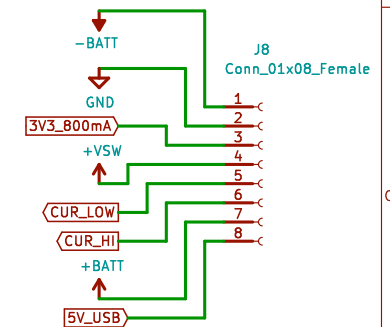 -BATT
J8
Conn_01x08_Female
GND
1
2
3V3_800mA
3
+VSW
4
5
CUR_LOW
6
CUR_HI
7
+BATT
8
5V_USB